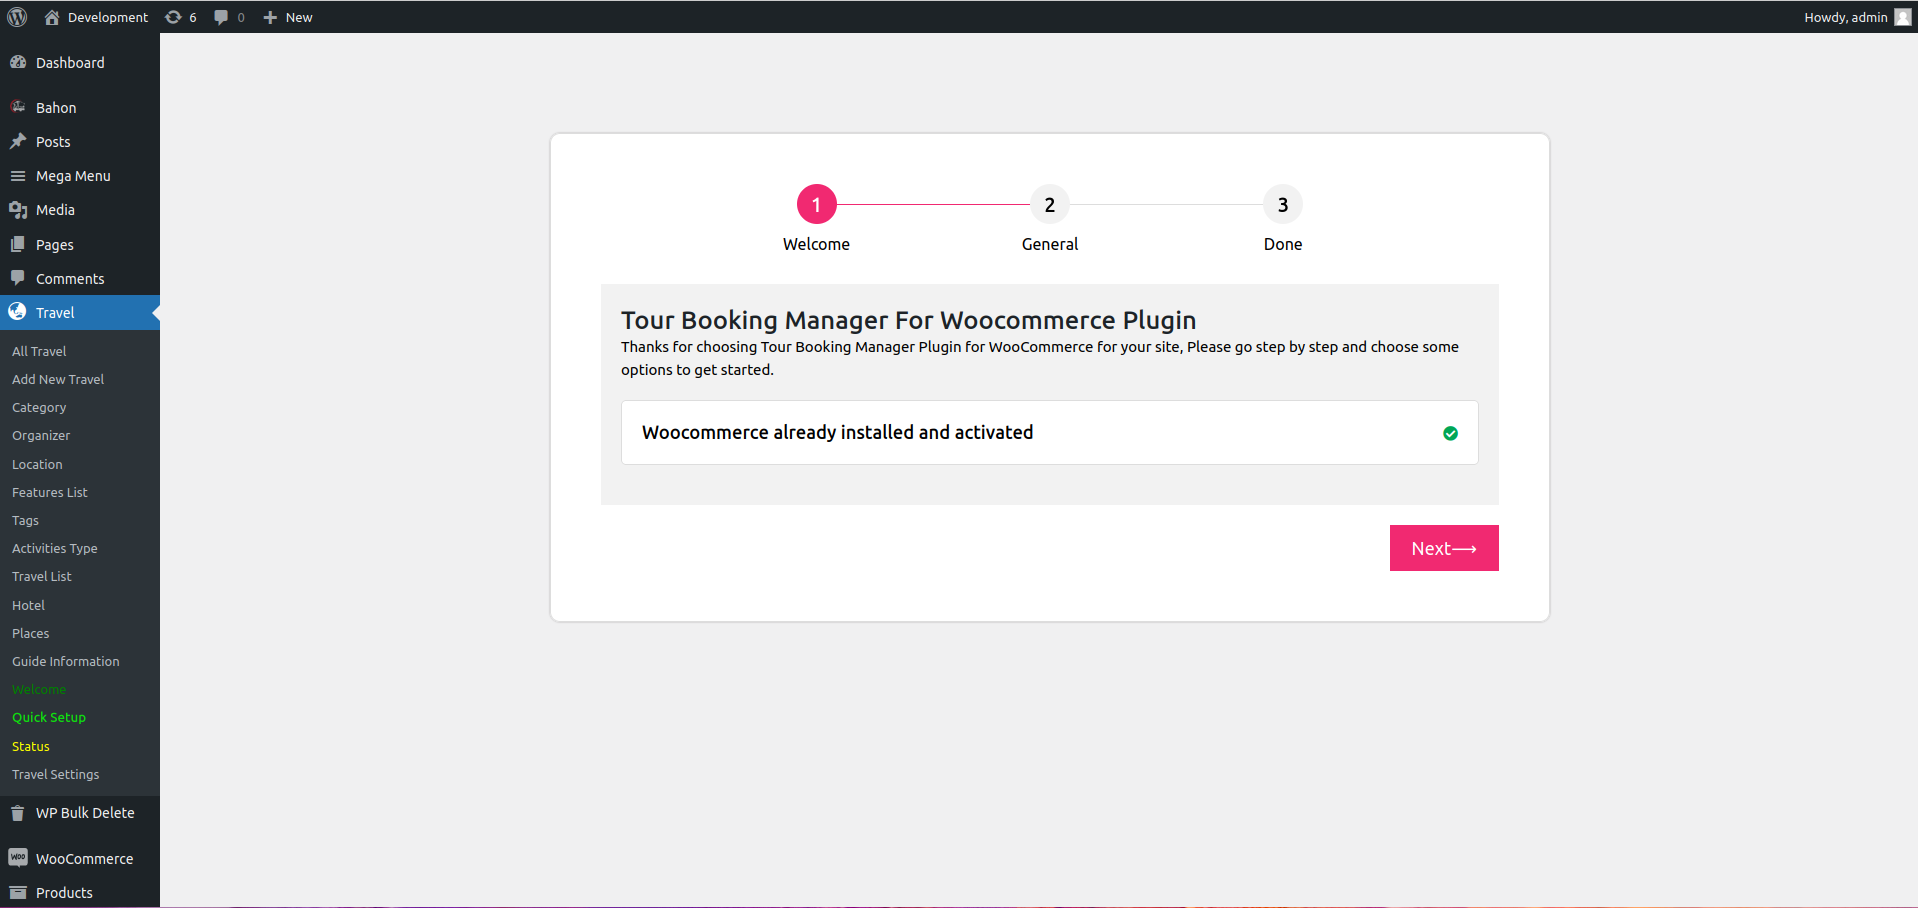 Development
6
0
New
Howdy, admin
Dashboard
Bahon
Posts
Mega Menu
Media
Pages
Comments
Travel
All Travel
Add New Travel
Category
Organizer
Location
Features List
Tags
Activities Type
Travel List
Hotel
Places
Guide Information
Welcome
Quick Setup
Status
Travel Settings
WP Bulk Delete
WooCommerce
Products
1
2
3
Welcome
General
Done
Tour Booking Manager For Woocommerce Plugin
Thanks for choosing Tour Booking Manager Plugin for WooCommerce for your site, Please go step by step and choose some
options to get started.
Woocommerce already installed and activated
Next⟶